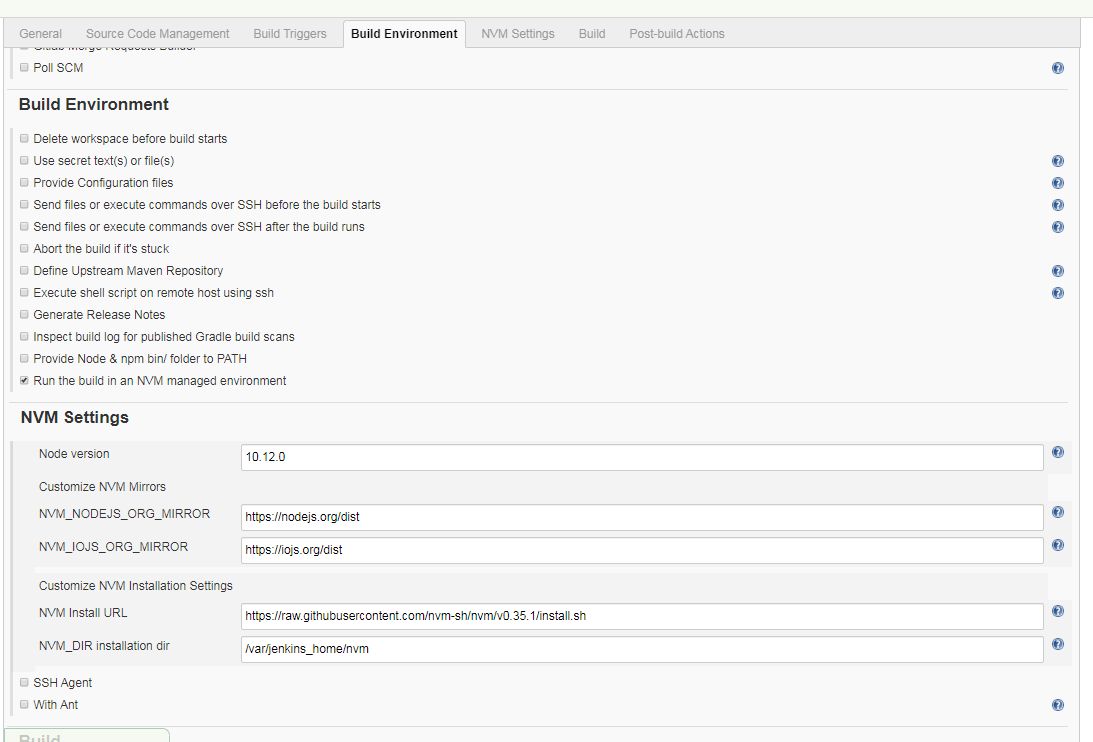 General Source Code Management Build Triggers Build Environment NVM Settings Build Post-build Actions
Gitlab Merge Requests Builder
Poll SCM
Build Environment
Delete workspace before build starts
Use secret text(s) or file(s)
Provide Configuration files
Send files or execute commands over SSH before the build starts
Send files or execute commands over SSH after the build runs
Abort the build if it's stuck
Define Upstream Maven Repository
Execute shell script on remote host using ssh
Generate Release Notes
Inspect build log for published Gradle build scans
Provide Node & npm bin/ folder to PATH
Run the build in an NVM managed environment
NVM Settings
Node version 10.12.0
Customize NVM Mirrors
NVM_NODEJS_ORG_MIRROR https://nodejs.org/dist
NVM_IOJS_ORG_MIRROR https://iojs.org/dist
Customize NVM Installation Settings
NVM Install URL https://raw.githubusercontent.com/nvm-sh/nvm/v0.35.1/install.sh
NVM_DIR installation dir /var/jenkins_home/nvm
SSH Agent
With Ant
Build